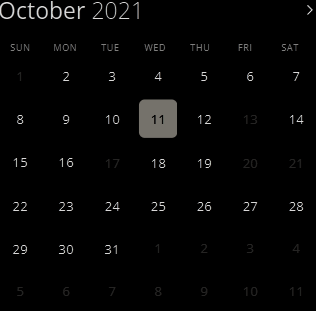 October 2021
SUN MON TUE WED THU FRI SAT
1 2 3 4 5 6 7
8 9 10 11 12 13 14
15 16 17 18 19 20 21
22 23 24 25 26 27 28
29 30 31 1 2 3 4
5 6 7 8 9 10 11